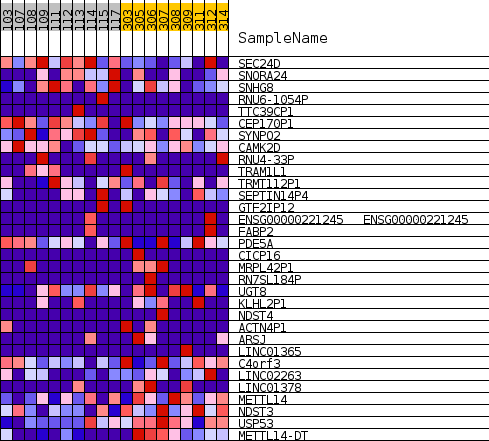 103 107 108 109 111 112 113 114 115 117 303 305 306 307 308 309 311 312 314
SampleName
SEC24D
SNORA24
SNHG8
RNU6-1054P
TTC39CP1
CEP170P1
SYNPO2
CAMK2D
RNU4-33P
TRAM1L1
TRMT112P1
SEPTIN14P4
GTF2IP12
ENSG00000221245 ENSG00000221245
FABP2
PDE5A
CICP16
MRPL42P1
RN7SL184P
UGT8
KLHL2P1
NDST4
ACTN4P1
ARSJ
LINC01365
C4orf3
LINC02263
LINC01378
METTL14
NDST3
USP53
METTL14-DT